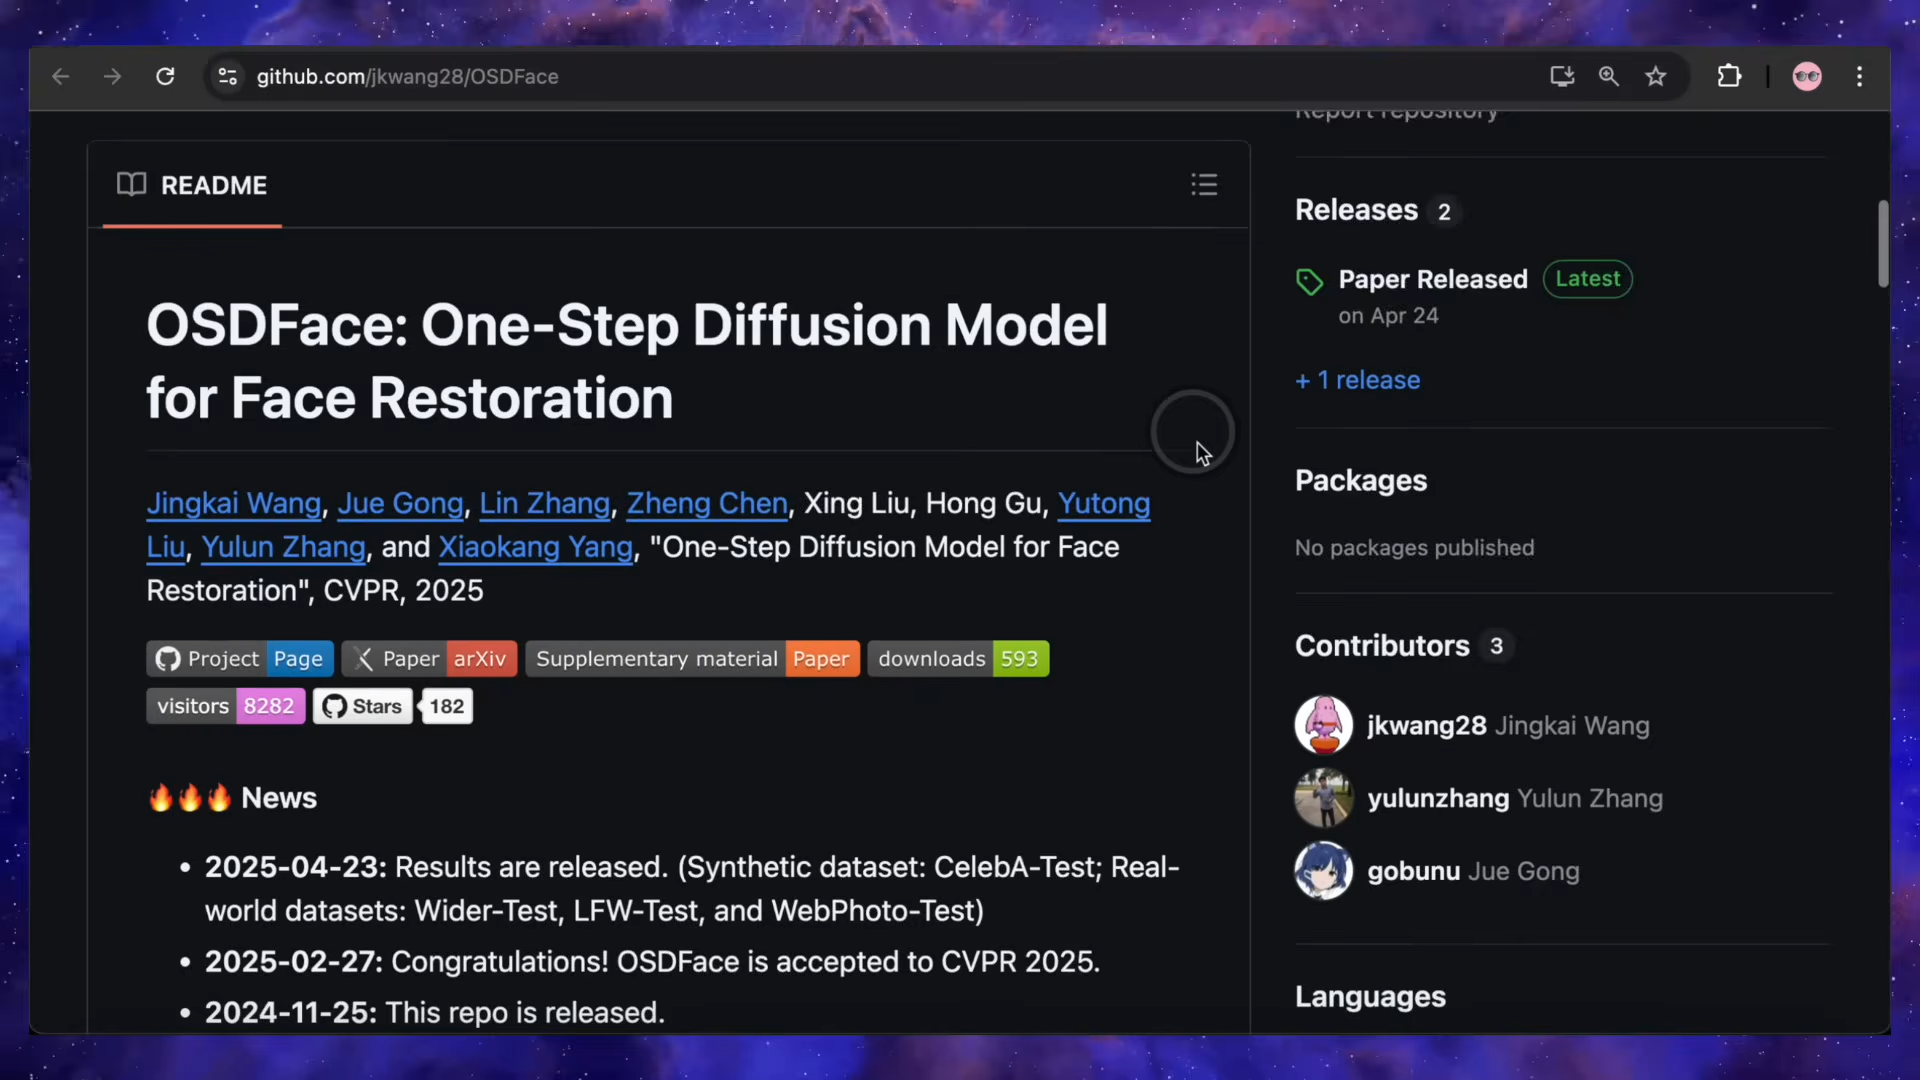 github.com/jkwang28/OSDFace
Report repository
README
OSDFace: One-Step Diffusion Model
for Face Restoration
Jingkai Wang, Jue Gong, Lin Zhang, Zheng Chen, Xing Liu, Hong Gu, Yutong
Liu, Yulun Zhang, and Xiaokang Yang, "One-Step Diffusion Model for Face
Restoration", CVPR, 2025
Project Page Paper arXiv Supplementary material Paper downloads 593
visitors 8282 Stars 182
🔥🔥🔥 News
• 2025-04-23: Results are released. (Synthetic dataset: CelebA-Test; Real-
world datasets: Wider-Test, LFW-Test, and WebPhoto-Test)
• 2025-02-27: Congratulations! OSDFace is accepted to CVPR 2025.
• 2024-11-25: This repo is released.
Releases 2
Paper Released Latest
on Apr 24
+ 1 release
Packages
No packages published
Contributors 3
jkwang28 Jingkai Wang
yulunzhang Yulun Zhang
gobunu Jue Gong
Languages